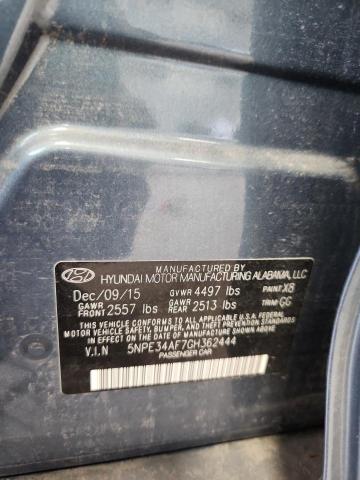 MANUFACTURED BY
HYUNDAI MOTOR MANUFACTURING ALABAMA, LLC
Dec/09/15 GVWR 4497 lbs PAINT: X8
GAWR FRONT 2557 lbs GAWR REAR 2513 lbs TRIM: GG
THIS VEHICLE CONFORMS TO ALL APPLICABLE U.S.A FEDERAL
MOTOR VEHICLE SAFETY, BUMPER, AND THEFT PREVENTION
STANDARDS IN EFFECT ON THE DATE OF MANUFACTURE SHOWN ABOVE.
V.I.N 5NPE34AF7GH362444
PASSENGER CAR